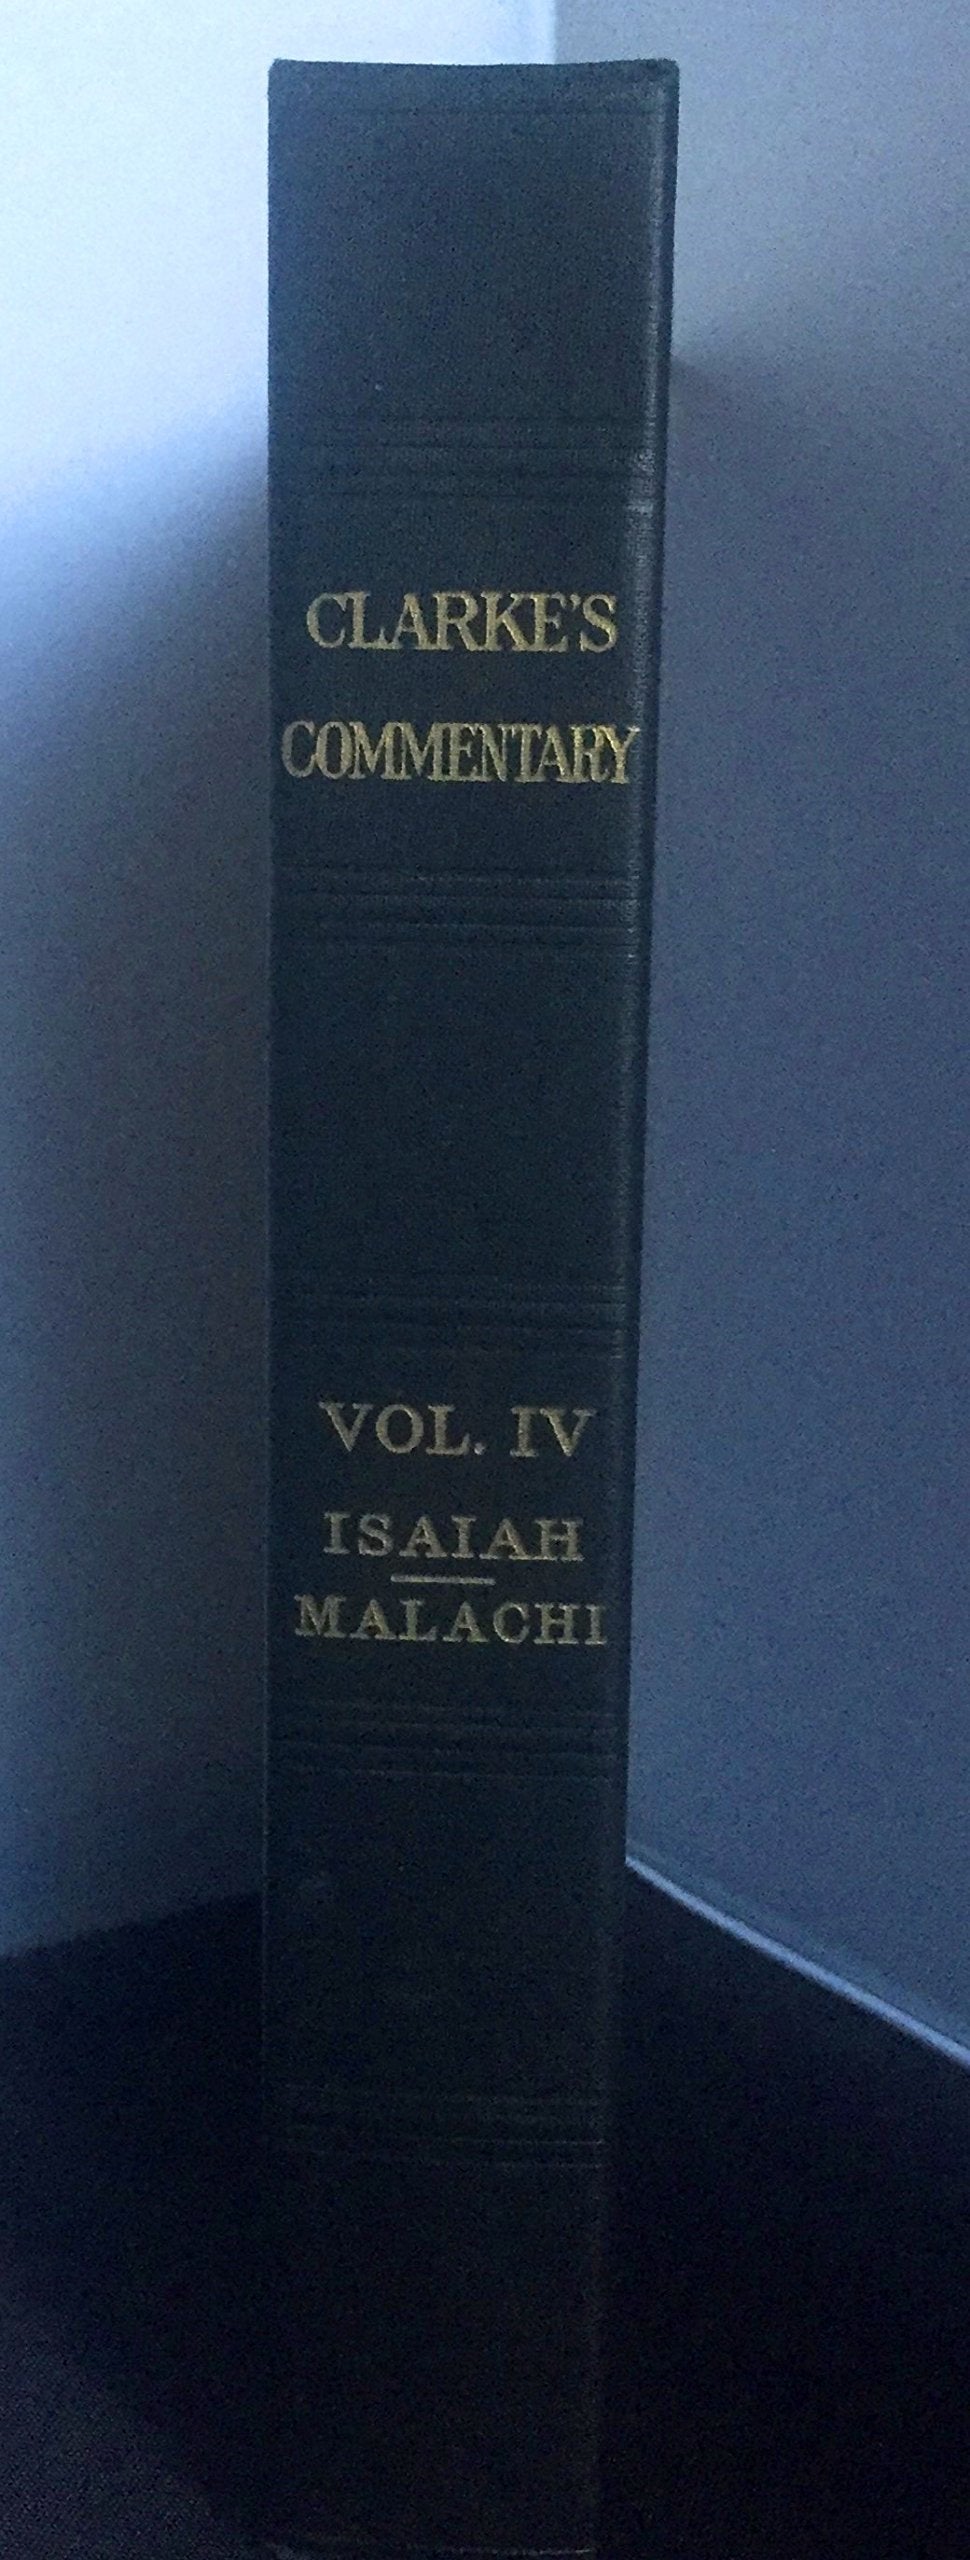 CLARKE'S
COMMENTARY
VOL. IV
ISAIAH
MALACHI